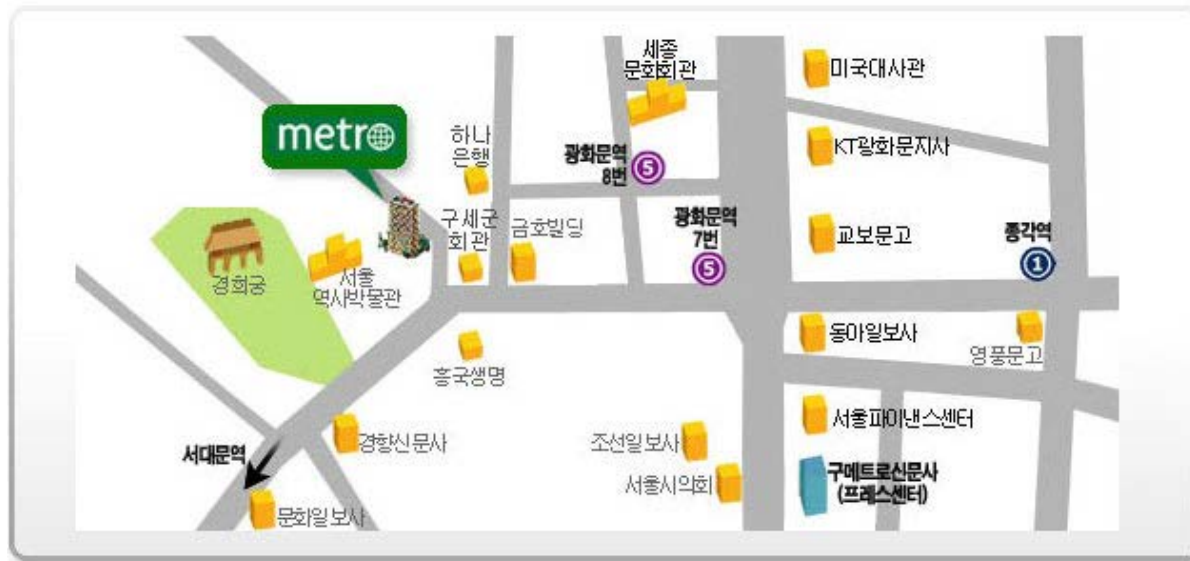 세종
문화회관
미국대사관
metro
하나
은행
광화문역
8번
5
KT광화문지사
구세군
회관
금호빌딩
광화문역
7번
5
교보문고
종각역
1
경희궁
서울
역사박물관
동아일보사
영풍문고
흥국생명
경향신문사
조선일보사
서울파이낸스센터
서대문역
서울시의회
구메트로신문사
(프레스센터)
문화일보사